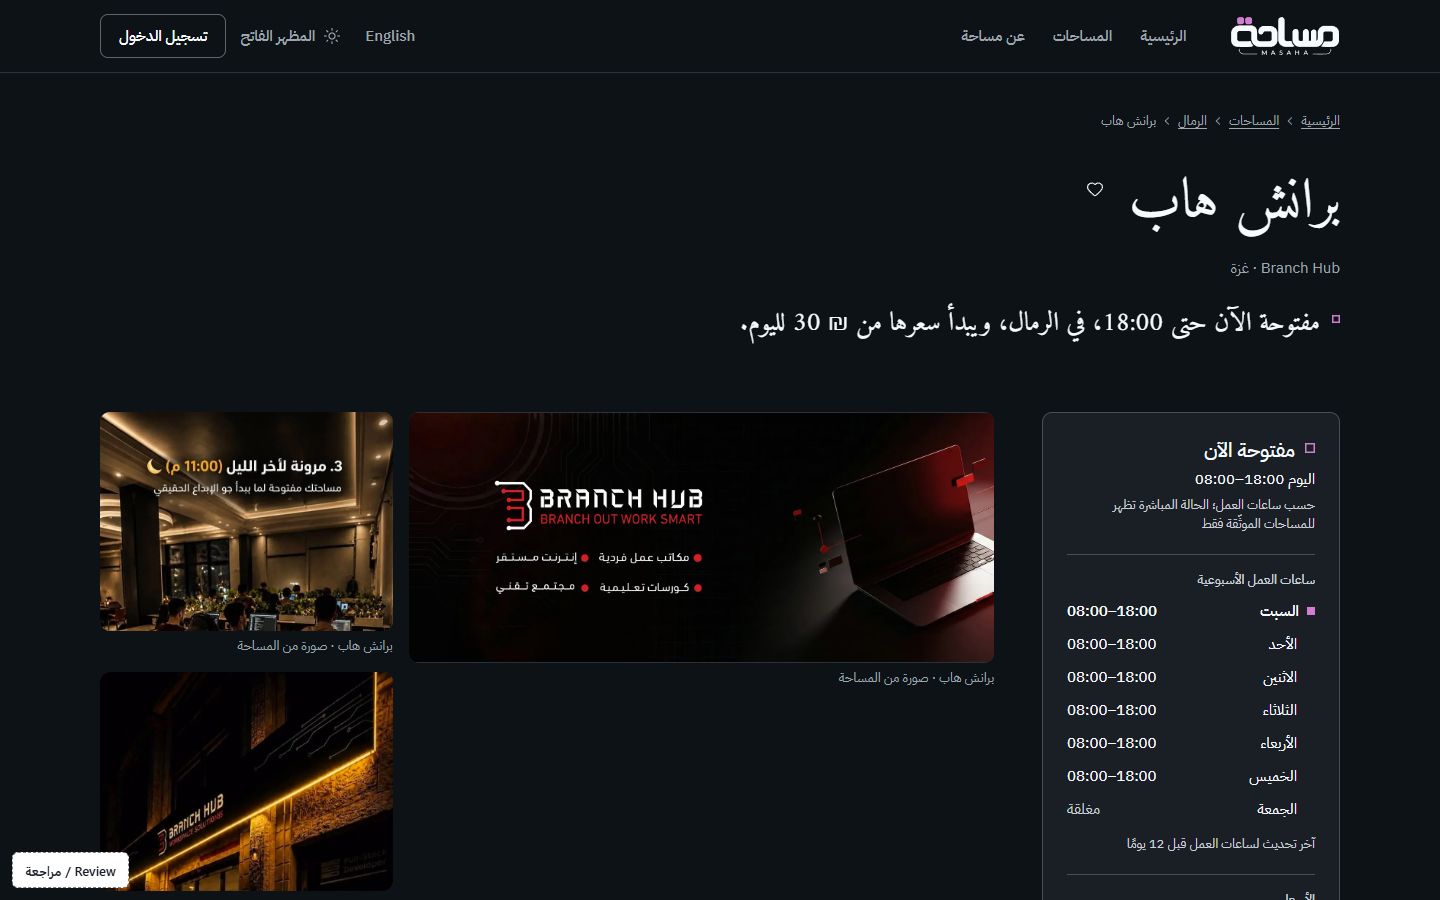 مساحة
MASAHA
الرئيسية
المساحات
عن مساحة
English
المظهر الفاتح
تسجيل الدخول
الرئيسية › المساحات › الرمال › برانش هاب
برانش هاب
Branch Hub · غزة
مفتوحة الآن حتى 18:00، في الرمال، ويبدأ سعرها من ₪ 30 لليوم.
مفتوحة الآن
اليوم 08:00–18:00
حسب ساعات العمل؛ الحالة المباشرة تظهر
للمساحات الموثّقة فقط
ساعات العمل الأسبوعية
السبت 08:00–18:00
الأحد 08:00–18:00
الاثنين 08:00–18:00
الثلاثاء 08:00–18:00
الأربعاء 08:00–18:00
الخميس 08:00–18:00
الجمعة مغلقة
آخر تحديث لساعات العمل قبل 12 يومًا
BRANCH HUB
BRANCH OUT WORK SMART
مكاتب عمل فردية
إنترنت مستقر
كورسات تعليمية
مجتمع تقني
برانش هاب · صورة من المساحة
3. مرونة لأخر الليل (11:00 م)
مساحتك مفتوحة لما يبدأ جو الإبداع الحقيقي
برانش هاب · صورة من المساحة
BRANCH HUB
WORKSPACE SOLUTIONS
Full-Stack
Developer
مراجعة / Review